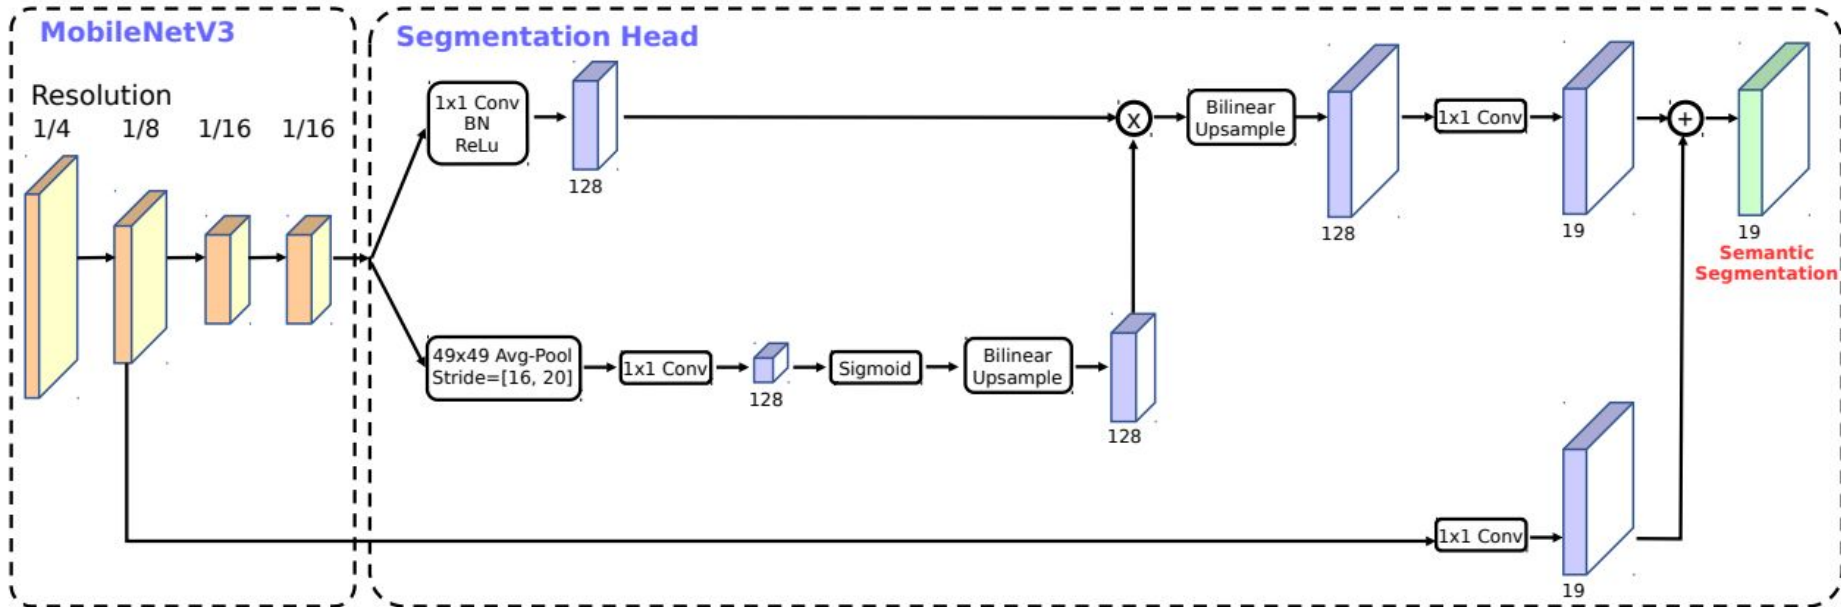 MobileNetV3
Segmentation Head
Resolution
1/4 1/8 1/16 1/16
1x1 Conv
BN
ReLu
128
X
Bilinear
Upsample
128
1x1 Conv
19
+
19
Semantic
Segmentation
49x49 Avg-Pool
Stride=[16, 20]
1x1 Conv
128
Sigmoid
Bilinear
Upsample
128
1x1 Conv
19